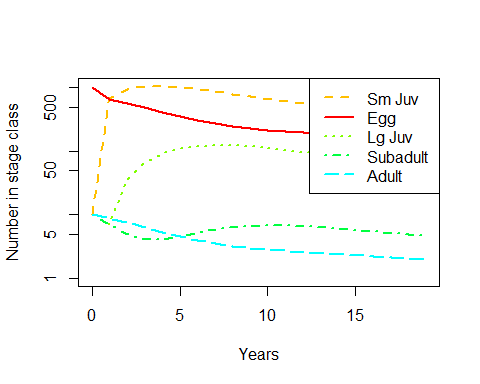 Number in stage class
500
50
5
1
Sm Juv
Egg
Lg Juv
Subadult
Adult
0
5
10
15
Years